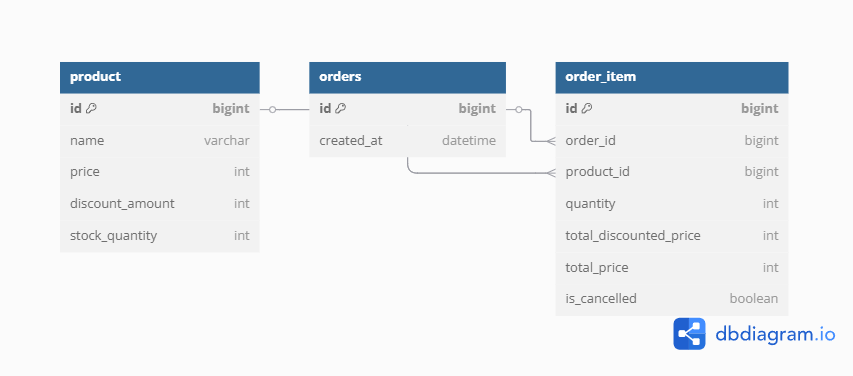 product
id bigint
name varchar
price int
discount_amount int
stock_quantity int
orders
id bigint
created_at datetime
order_item
id bigint
order_id bigint
product_id bigint
quantity int
total_discounted_price int
total_price int
is_cancelled boolean
dbdiagram.io